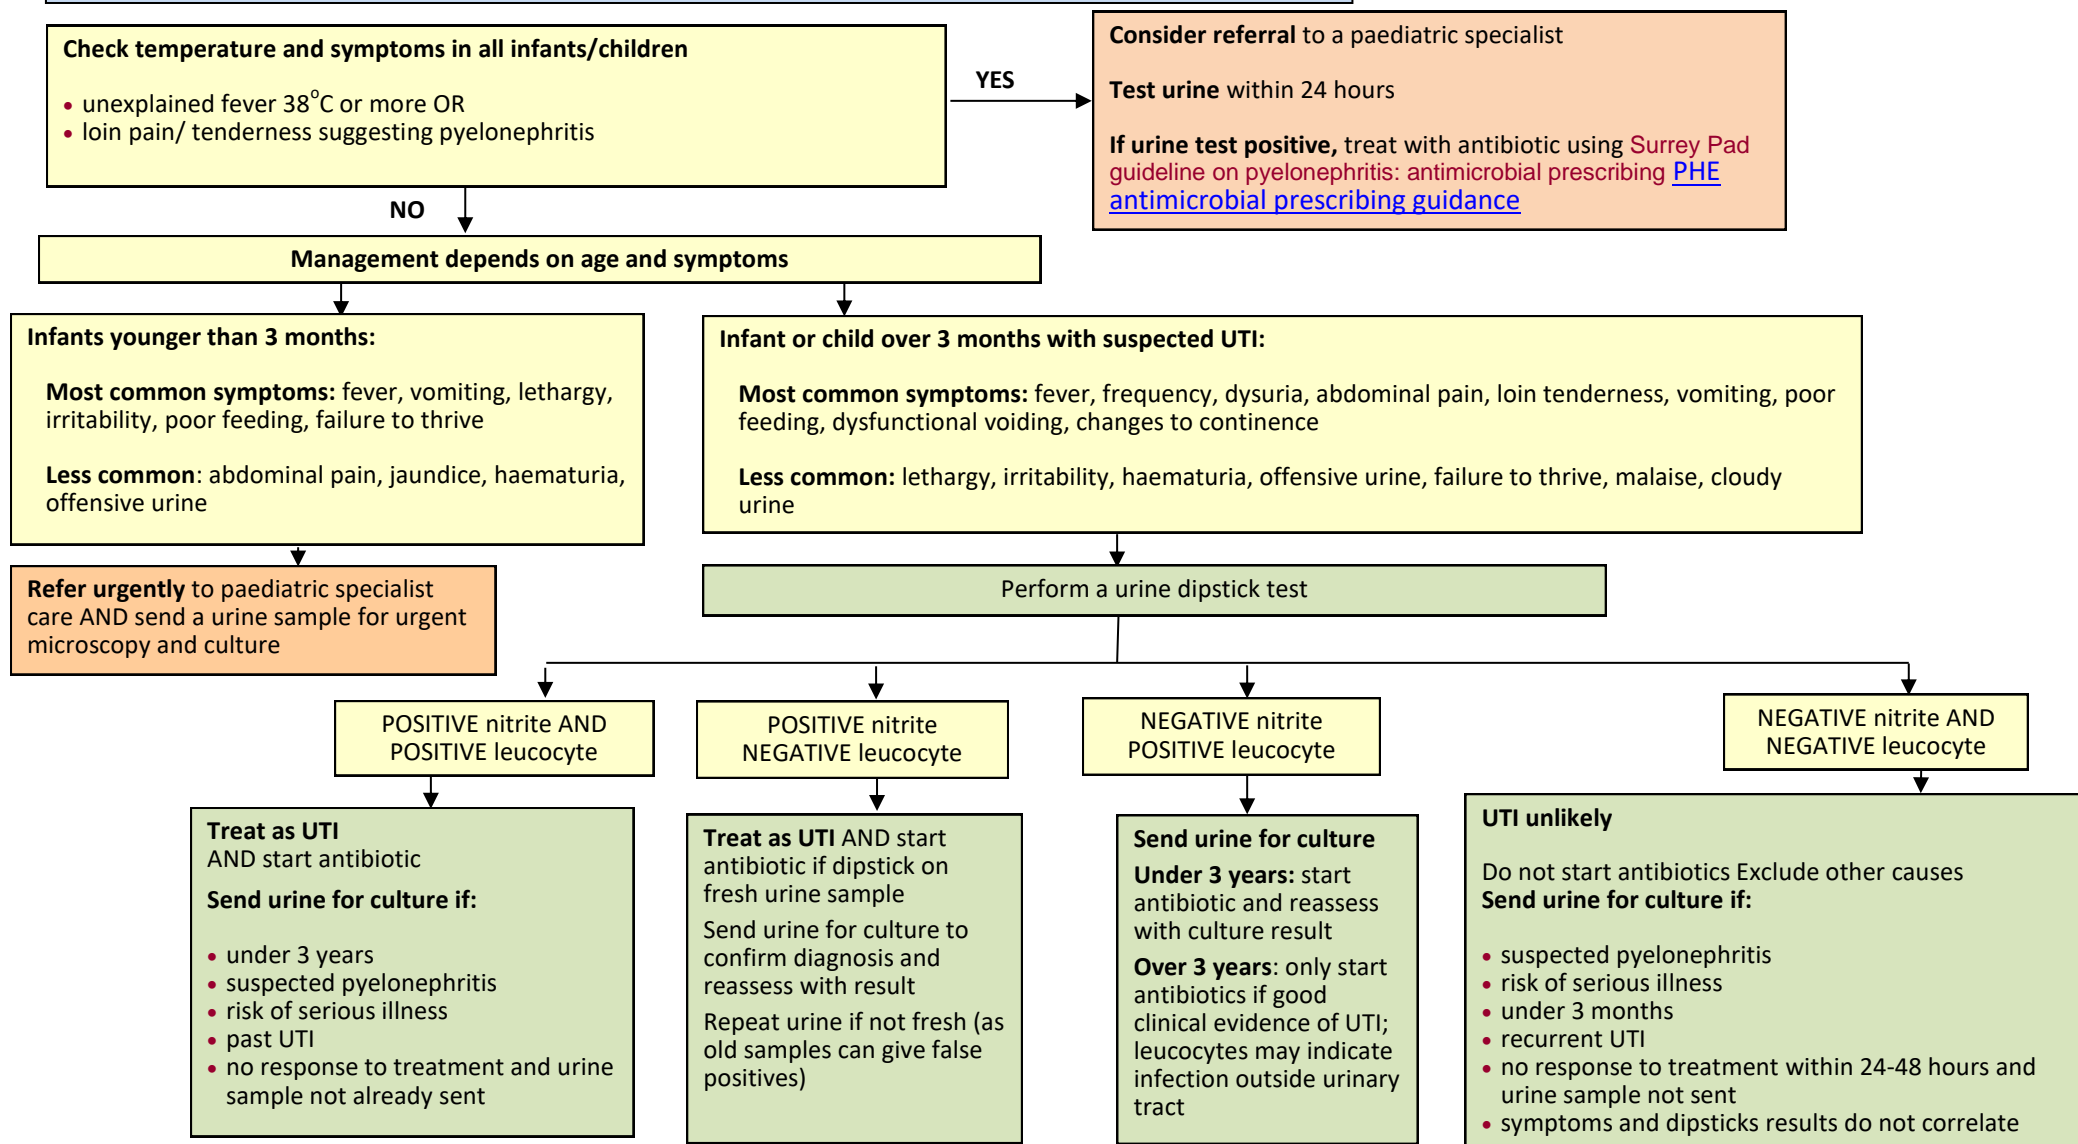 Check temperature and symptoms in all infants/children
• unexplained fever 38°C or more OR
• loin pain/ tenderness suggesting pyelonephritis
YES
Consider referral to a paediatric specialist
Test urine within 24 hours
If urine test positive, treat with antibiotic using Surrey Pad
guideline on pyelonephritis: antimicrobial prescribing PHE
antimicrobial prescribing guidance
NO
Management depends on age and symptoms
Infants younger than 3 months:
Most common symptoms: fever, vomiting, lethargy,
irritability, poor feeding, failure to thrive
Less common: abdominal pain, jaundice, haematuria,
offensive urine
Infant or child over 3 months with suspected UTI:
Most common symptoms: fever, frequency, dysuria, abdominal pain, loin tenderness, vomiting, poor
feeding, dysfunctional voiding, changes to continence
Less common: lethargy, irritability, haematuria, offensive urine, failure to thrive, malaise, cloudy
urine
Refer urgently to paediatric specialist
care AND send a urine sample for urgent
microscopy and culture
Perform a urine dipstick test
POSITIVE nitrite AND
POSITIVE leucocyte
POSITIVE nitrite
NEGATIVE leucocyte
NEGATIVE nitrite
POSITIVE leucocyte
NEGATIVE nitrite AND
NEGATIVE leucocyte
Treat as UTI
AND start antibiotic
Send urine for culture if:
• under 3 years
• suspected pyelonephritis
• risk of serious illness
• past UTI
• no response to treatment and urine
sample not already sent
Treat as UTI AND start
antibiotic if dipstick on
fresh urine sample
Send urine for culture to
confirm diagnosis and
reassess with result
Repeat urine if not fresh (as
old samples can give false
positives)
Send urine for culture
Under 3 years: start
antibiotic and reassess
with culture result
Over 3 years: only start
antibiotics if good
clinical evidence of UTI;
leucocytes may indicate
infection outside urinary
tract
UTI unlikely
Do not start antibiotics Exclude other causes
Send urine for culture if:
• suspected pyelonephritis
• risk of serious illness
• under 3 months
• recurrent UTI
• no response to treatment within 24-48 hours and
urine sample not sent
• symptoms and dipsticks results do not correlate